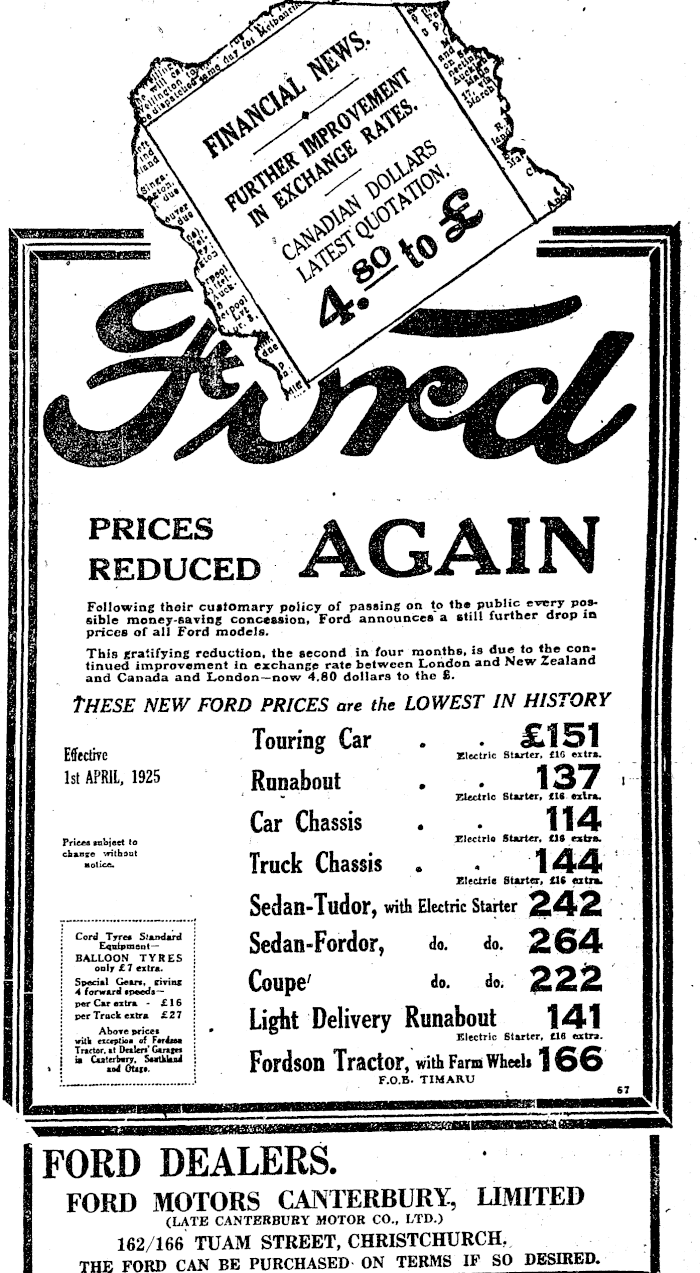 FINANCIAL NEWS.
FURTHER IMPROVEMENT
IN EXCHANGE RATES.
CANADIAN DOLLARS
LATEST QUOTATION.
4.80 to £
Ford
PRICES
REDUCED AGAIN
Following their customary policy of passing on to the public every pos-
sible money-saving concession, Ford announces a still further drop in
prices of all Ford models.
This gratifying reduction, the second in four months, is due to the con-
tinued improvement in exchange rate between London and New Zealand
and Canada and London—now 4.80 dollars to the £.
THESE NEW FORD PRICES are the LOWEST IN HISTORY
Effective
1st APRIL, 1925
Prices subject to
change without
notice.
Touring Car . . £151
Electric Starter, £16 extra.
Runabout . . 137
Electric Starter, £16 extra.
Car Chassis . . 114
Electric Starter, £16 extra.
Truck Chassis . . 144
Electric Starter, £16 extra.
Sedan-Tudor, with Electric Starter 242
Sedan-Fordor, do. do. 264
Coupe' do. do. 222
Light Delivery Runabout 141
Electric Starter, £16 extra.
Fordson Tractor, with Farm Wheels 166
F.O.B. TIMARU
Cord Tyres Standard
Equipment—
BALLOON TYRES
only £7 extra.
Special Gears, giving
4 forward speeds—
per Car extra - £16
per Truck extra £27
Above prices
with exception of Fordson
Tractor, at Dealers' Garages
in Canterbury, Southland
and Otago.
67
FORD DEALERS.
FORD MOTORS CANTERBURY, LIMITED
(LATE CANTERBURY MOTOR CO., LTD.)
162/166 TUAM STREET, CHRISTCHURCH.
THE FORD CAN BE PURCHASED ON TERMS IF SO DESIRED.